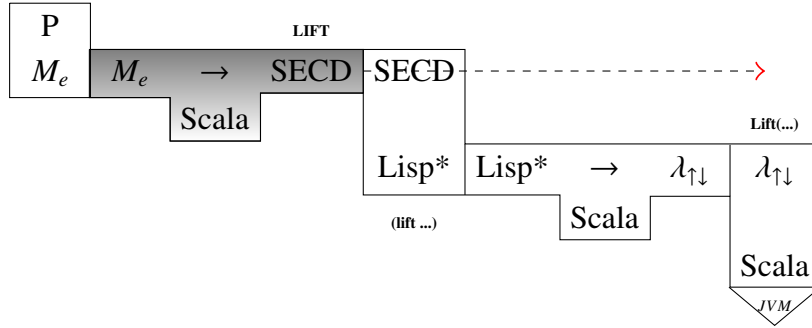 P
LIFT
M_e M_e → SECD SECD
Scala
Lift(...)
Lisp* Lisp* → λ↑↓ λ↑↓
(lift ...)
Scala
Scala
JVM